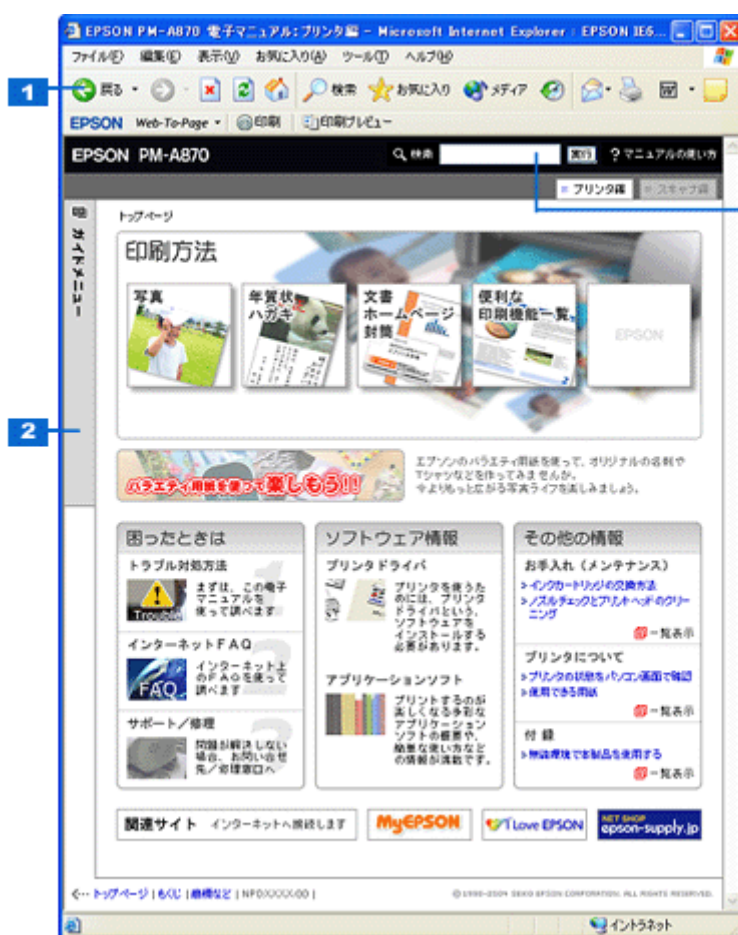 EPSON PM-A870 電子マニュアル：プリンタ編 - Microsoft Internet Explorer : EPSON IE6...
ファイル(F) 編集(E) 表示(V) お気に入り(A) ツール(T) ヘルプ(H)
1
戻る 検索 お気に入り メディア
EPSON Web-To-Page 印刷 印刷プレビュー
EPSON PM-A870 検索 実行 ? マニュアルの使い方
プリンタ編 スキャナ編
ガイドメニュー
トップページ
印刷方法
写真
年賀状
ハガキ
文書
ホームページ
封筒
便利な
印刷機能一覧
EPSON
2
バラエティ用紙を使って楽しもう!!
エプソンのバラエティ用紙を使って、オリジナルの名刺や
Tシャツなどを作ってみませんか。
今よりもっと広がる写真ライフを楽しみましょう。
困ったときは
トラブル対処方法
Trouble
まずは、この電子
マニュアルを
使って調べます
1
インターネットFAQ
FAQ
インターネット上
のFAQを使って
調べます
2
サポート／修理
問題が解決しない
場合、お問い合せ
先／修理窓口へ
3
ソフトウェア情報
プリンタドライバ
プリンタを使うた
めには、プリンタ
ドライバという、
ソフトウェアを
インストールする
必要があります。
アプリケーションソフト
プリントするのが
楽しくなる多彩な
アプリケーション
ソフトの概要や、
簡単な使い方など
の情報が満載です。
その他の情報
お手入れ（メンテナンス）
インクカートリッジの交換方法
ノズルチェックとプリントヘッドのクリー
ニング
一覧表示
プリンタについて
プリンタの状態をパソコン画面で確認
使用できる用紙
一覧表示
付録
無線環境で本製品を使用する
一覧表示
関連サイト インターネットへ接続します
MyEPSON
I Love EPSON
NET SHOP
epson-supply.jp
トップページ | もくじ | 商標など | NPD:XXXX-00 |
© 1998-2004 SEIKO EPSON CORPORATION. ALL RIGHTS RESERVED.
イントラネット